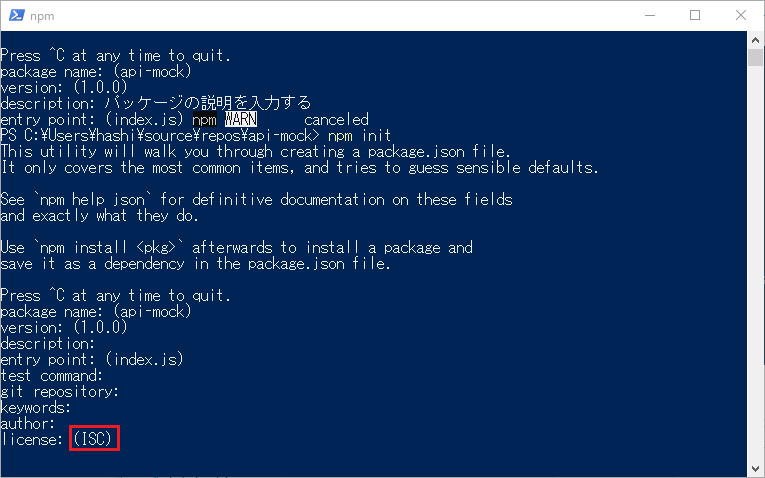 npm
Press ^C at any time to quit.
package name: (api-mock)
version: (1.0.0)
description: パッケージの説明を入力する
entry point: (index.js) npm WARN canceled
PS C:¥Users¥hashi¥source¥repos¥api-mock> npm init
This utility will walk you through creating a package.json file.
It only covers the most common items, and tries to guess sensible defaults.
See `npm help json` for definitive documentation on these fields
and exactly what they do.
Use `npm install <pkg>` afterwards to install a package and
save it as a dependency in the package.json file.
Press ^C at any time to quit.
package name: (api-mock)
version: (1.0.0)
description:
entry point: (index.js)
test command:
git repository:
keywords:
author:
license: (ISC)